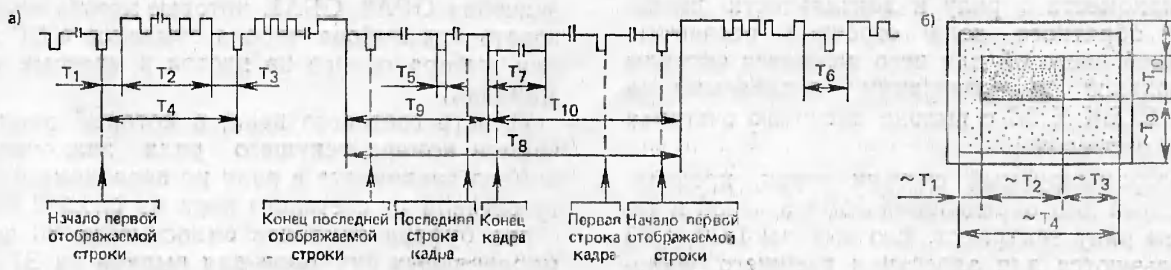 а)
б)
T1
T2
T3
T4
T5
T7
T9
T10
T8
T6
T10
T9
T1
T2
T3
T4
Начало первой
отображаемой
строки
Конец последней
отображаемой
строки
Последняя
строка
кадра
Конец
кадра
Первая
строка
кадра
Начало первой
отображаемой
строки